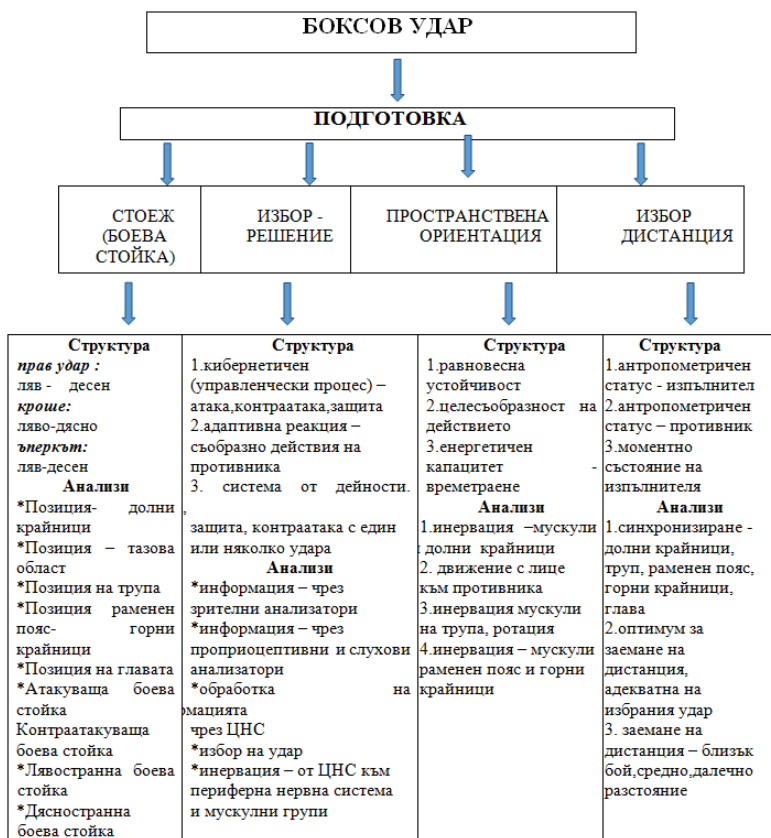 БОКСОВ УДАР
ПОДГОТОВКА
СТОЕЖ
(БОЕВА
СТОЙКА)
ИЗБОР -
РЕШЕНИЕ
ПРОСТРАНСТВЕНА
ОРИЕНТАЦИЯ
ИЗБОР
ДИСТАНЦИЯ
Структура
прав удар :
ляв - десен
кроше:
ляво-дясно
ъперкът:
ляв-десен
Анализи
*Позиция- долни
крайници
*Позиция – тазова
област
*Позиция на трупа
*Позиция раменен
пояс- горни
крайници
*Позиция на главата
*Атакуваща боева
стойка
Контраатакуваща
боева стойка
*Лявостранна боева
стойка
*Дясностранна
боева стойка
Структура
1.кибернетичен
(управленчески процес) –
атака,контраатака,защита
2.адаптивна реакция –
съобразно действия на
противника
3. система от дейности.
,
защита, контраатака с един
или няколко удара
Анализи
*информация – чрез
зрителни анализатори
*информация – чрез
проприоцептивни и слухови
анализатори
*обработка на
мацията
чрез ЦНС
*избор на удар
*инервация – от ЦНС към
периферна нервна система
и мускулни групи
Структура
1.равновесна
устойчивост
2.целесъобразност на
действието
3.енергетичен
капацитет -
времетраене
Анализи
1.инервация –мускули
долни крайници
2. движение с лице
към противника
3.инервация мускули
на трупа, ротация
4.инервация – мускули
раменен пояс и горни
крайници
Структура
1.антропометричен
статус - изпълнител
2.антропометричен
статус – противник
3.моментно
състояние на
изпълнителя
Анализи
1.синхронизиране -
долни крайници,
труп, раменен пояс,
горни крайници,
глава
2.оптимум за
заемане на
дистанция,
адекватна на
избрания удар
3. заемане на
дистанция – близък
бой,средно,далечно
разстояние